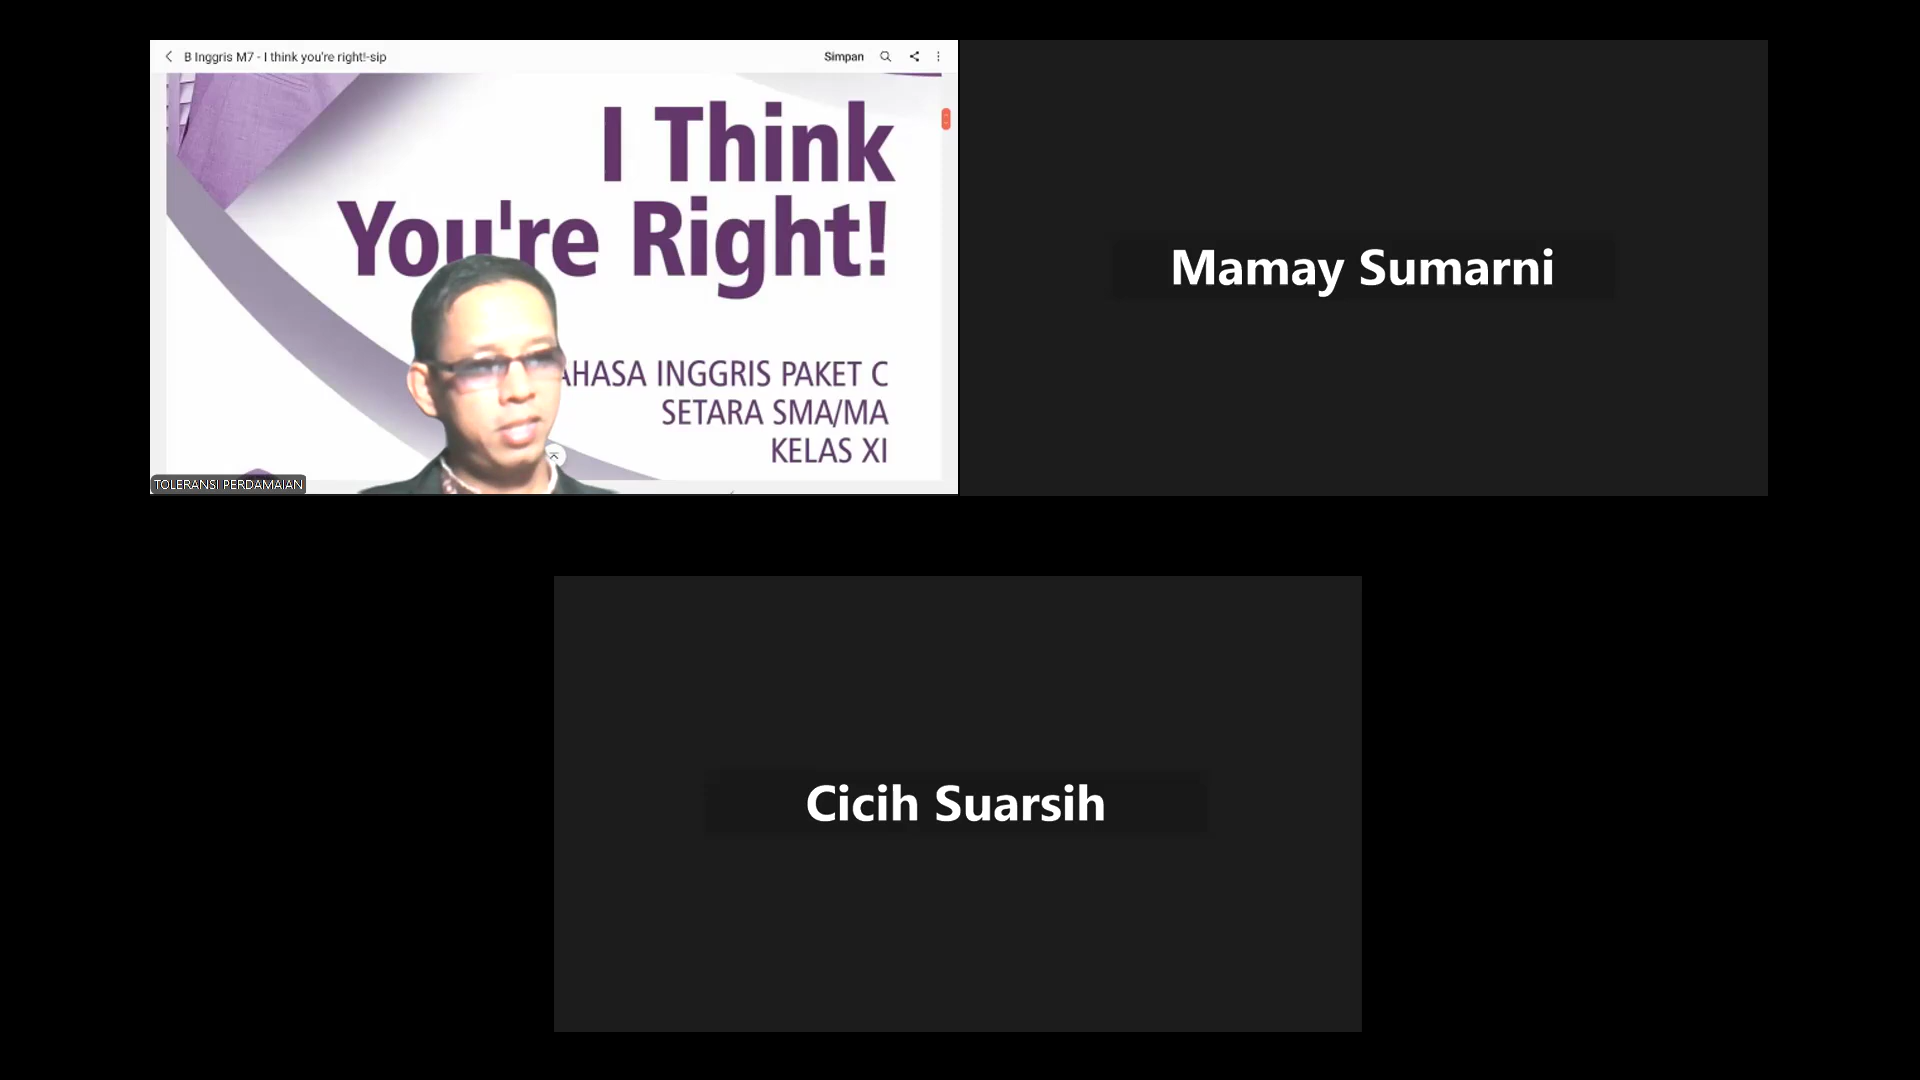 B Inggris M7 - I think you're right!-sip
Simpan
I Think
You're Right!
AHASA INGGRIS PAKET C
SETARA SMA/MA
KELAS XI
TOLERANSI PERDAMAIAN
Mamay Sumarni
Cicih Suarsih